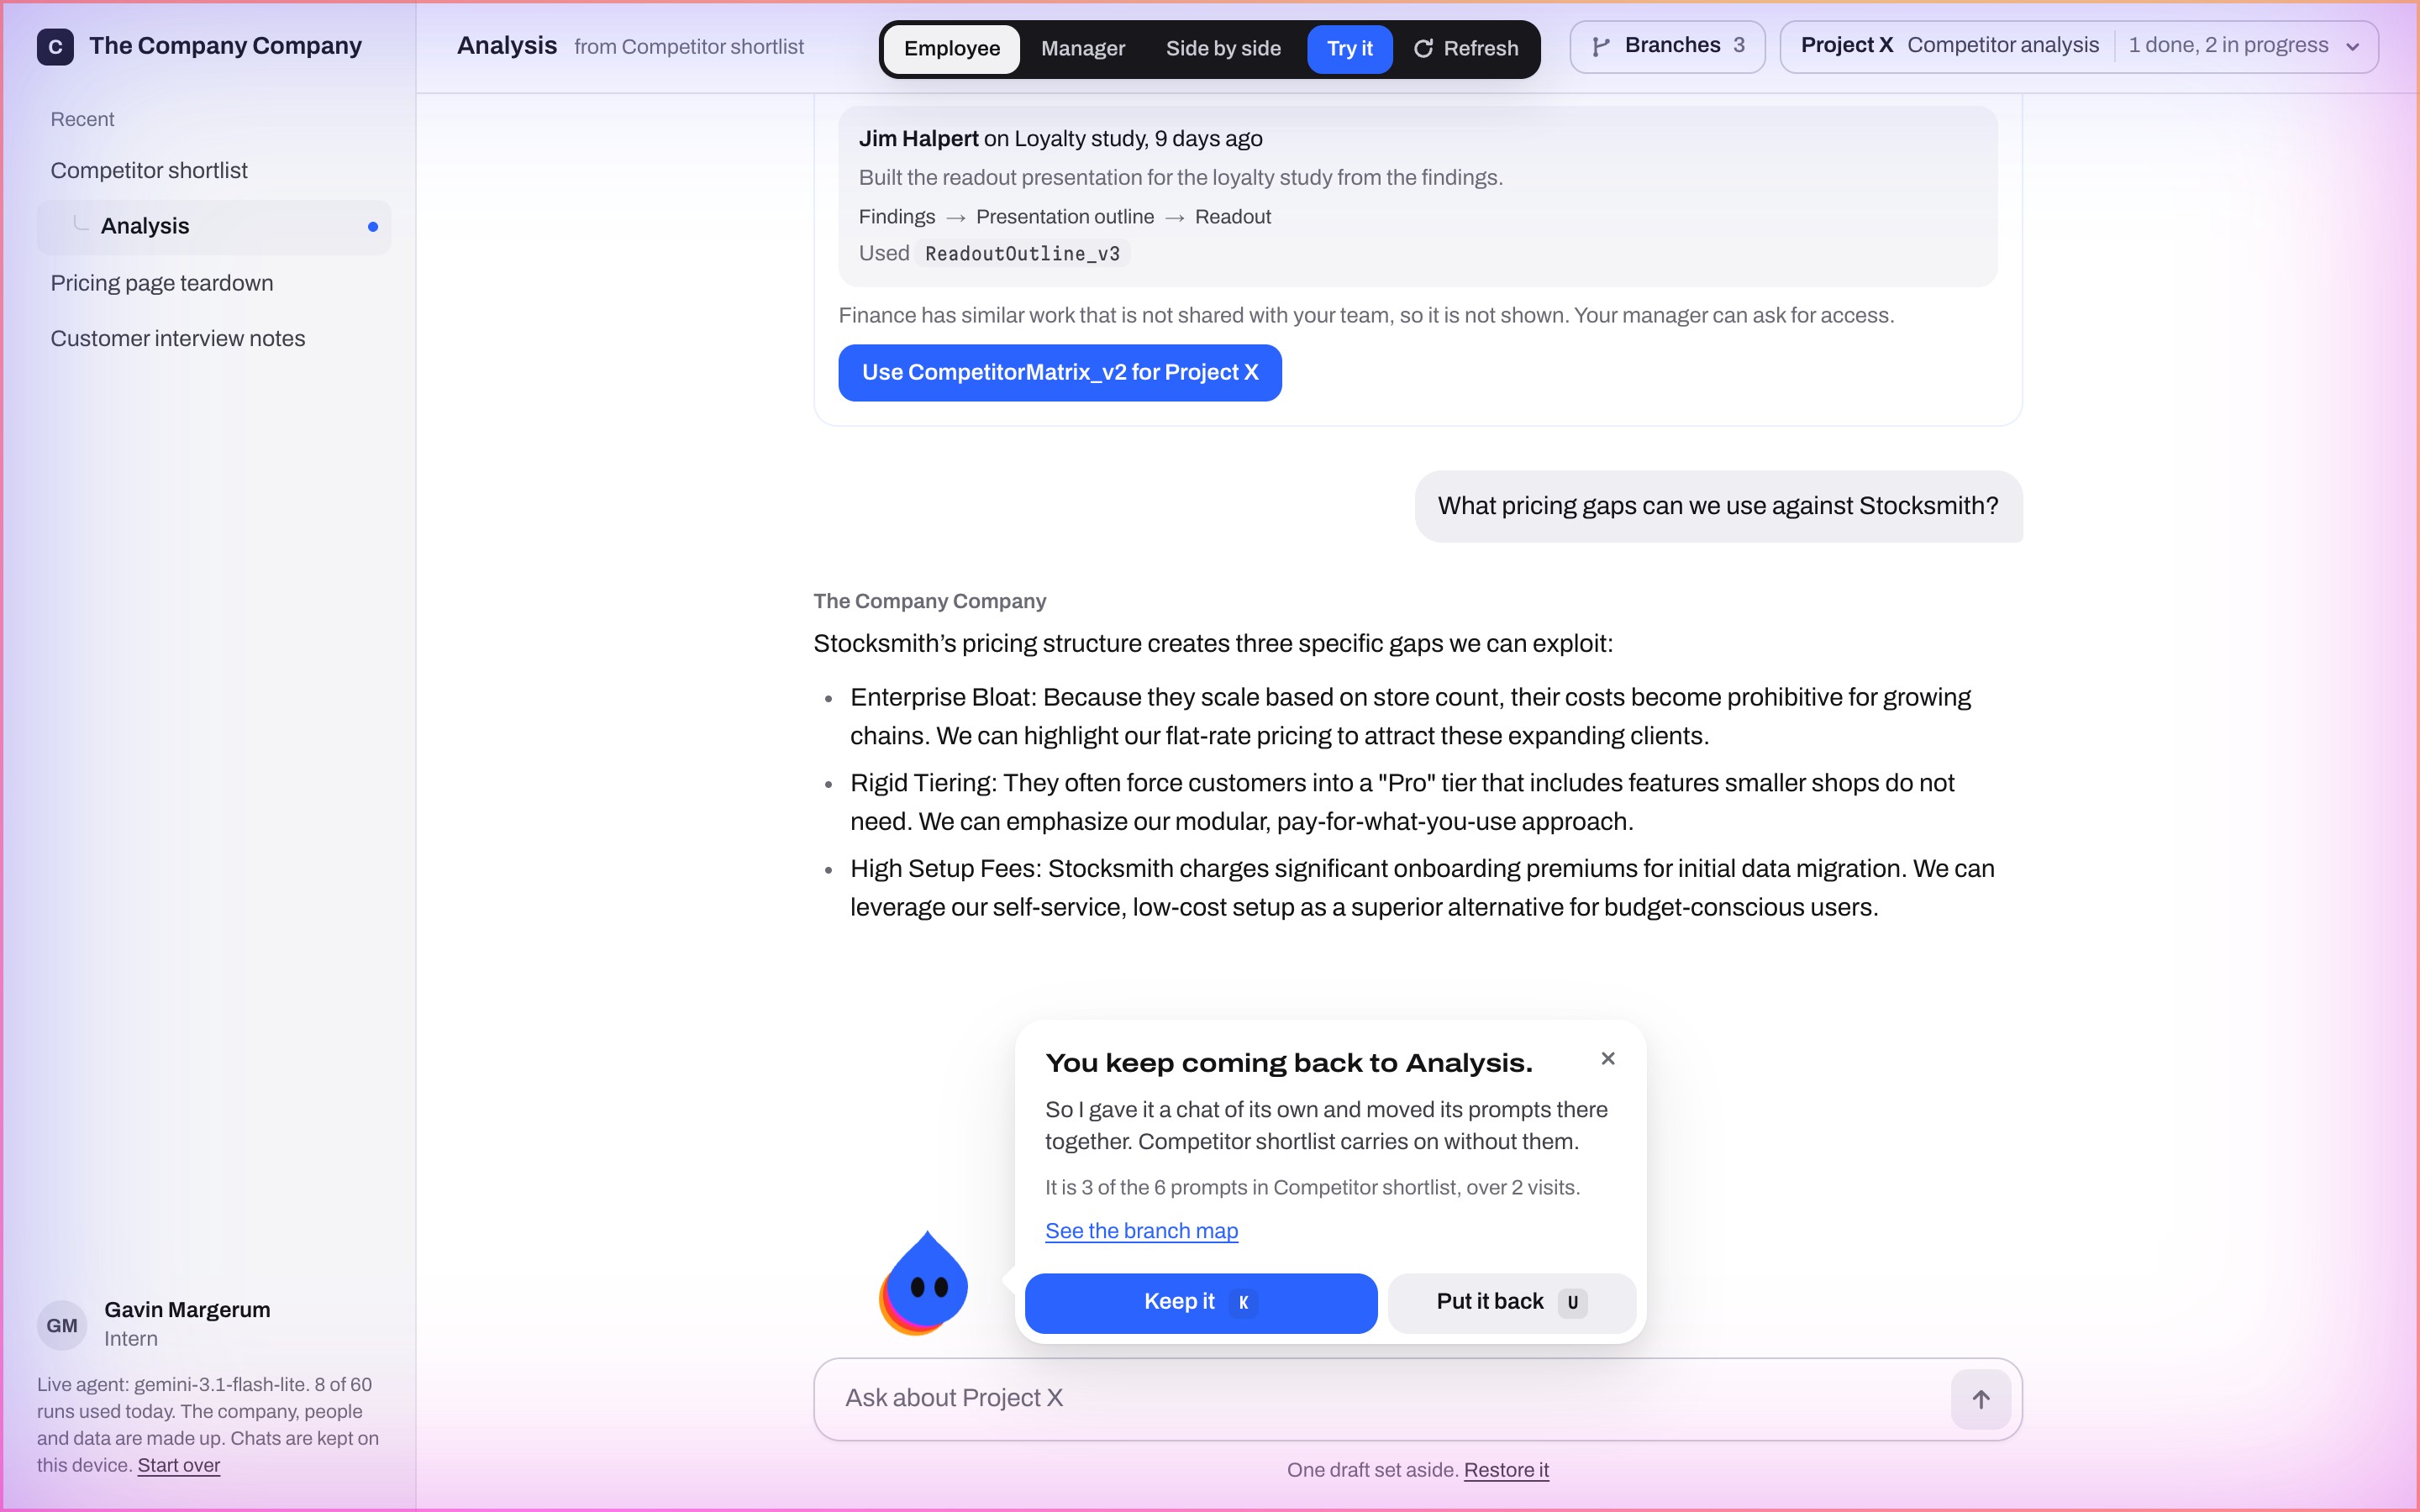 C The Company Company
Recent
Competitor shortlist
Analysis
Pricing page teardown
Customer interview notes
GM
Gavin Margerum
Intern
Live agent: gemini-3.1-flash-lite. 8 of 60
runs used today. The company, people
and data are made up. Chats are kept on
this device. Start over
Analysis from Competitor shortlist
Employee Manager Side by side Try it Refresh
Branches 3
Project X Competitor analysis 1 done, 2 in progress
Jim Halpert on Loyalty study, 9 days ago
Built the readout presentation for the loyalty study from the findings.
Findings → Presentation outline → Readout
Used ReadoutOutline_v3
Finance has similar work that is not shared with your team, so it is not shown. Your manager can ask for access.
Use CompetitorMatrix_v2 for Project X
What pricing gaps can we use against Stocksmith?
The Company Company
Stocksmith’s pricing structure creates three specific gaps we can exploit:
• Enterprise Bloat: Because they scale based on store count, their costs become prohibitive for growing
chains. We can highlight our flat-rate pricing to attract these expanding clients.
• Rigid Tiering: They often force customers into a "Pro" tier that includes features smaller shops do not
need. We can emphasize our modular, pay-for-what-you-use approach.
• High Setup Fees: Stocksmith charges significant onboarding premiums for initial data migration. We can
leverage our self-service, low-cost setup as a superior alternative for budget-conscious users.
You keep coming back to Analysis.
So I gave it a chat of its own and moved its prompts there
together. Competitor shortlist carries on without them.
It is 3 of the 6 prompts in Competitor shortlist, over 2 visits.
See the branch map
Keep it K
Put it back U
Ask about Project X
One draft set aside. Restore it